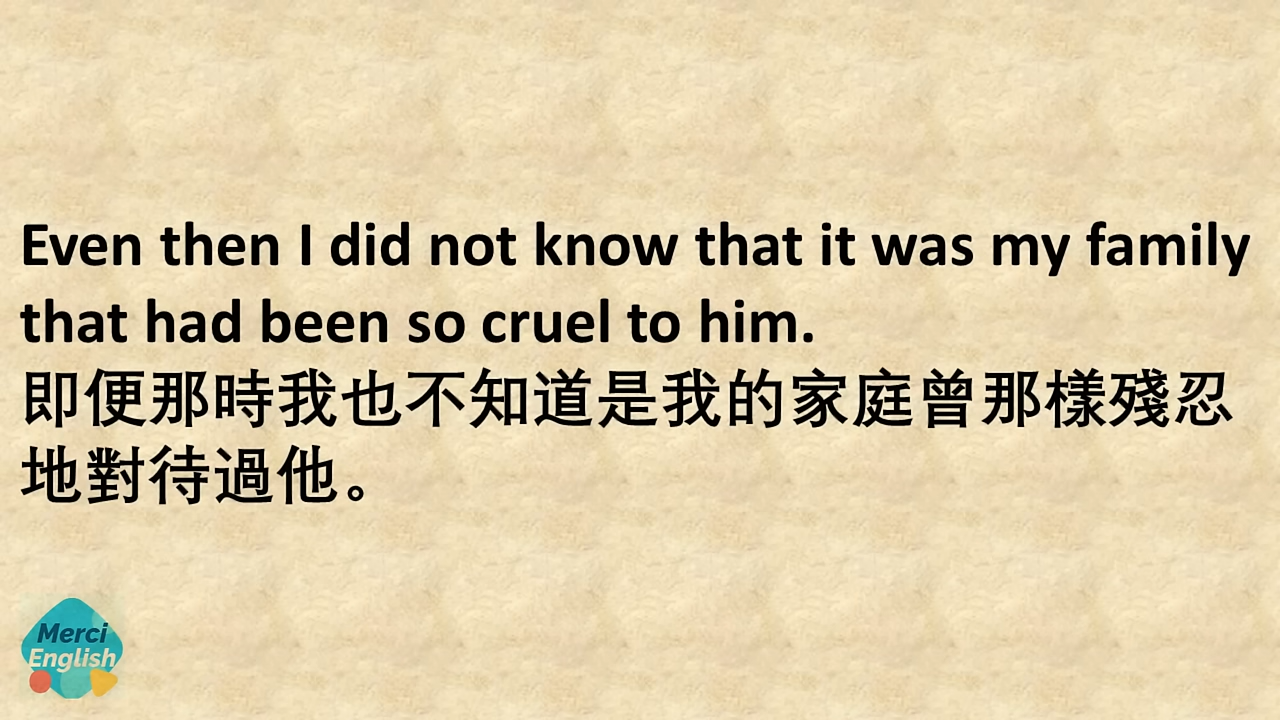 Even then I did not know that it was my family
that had been so cruel to him.
即便那時我也不知道是我的家庭曾那樣殘忍
地對待過他。
Merci
English